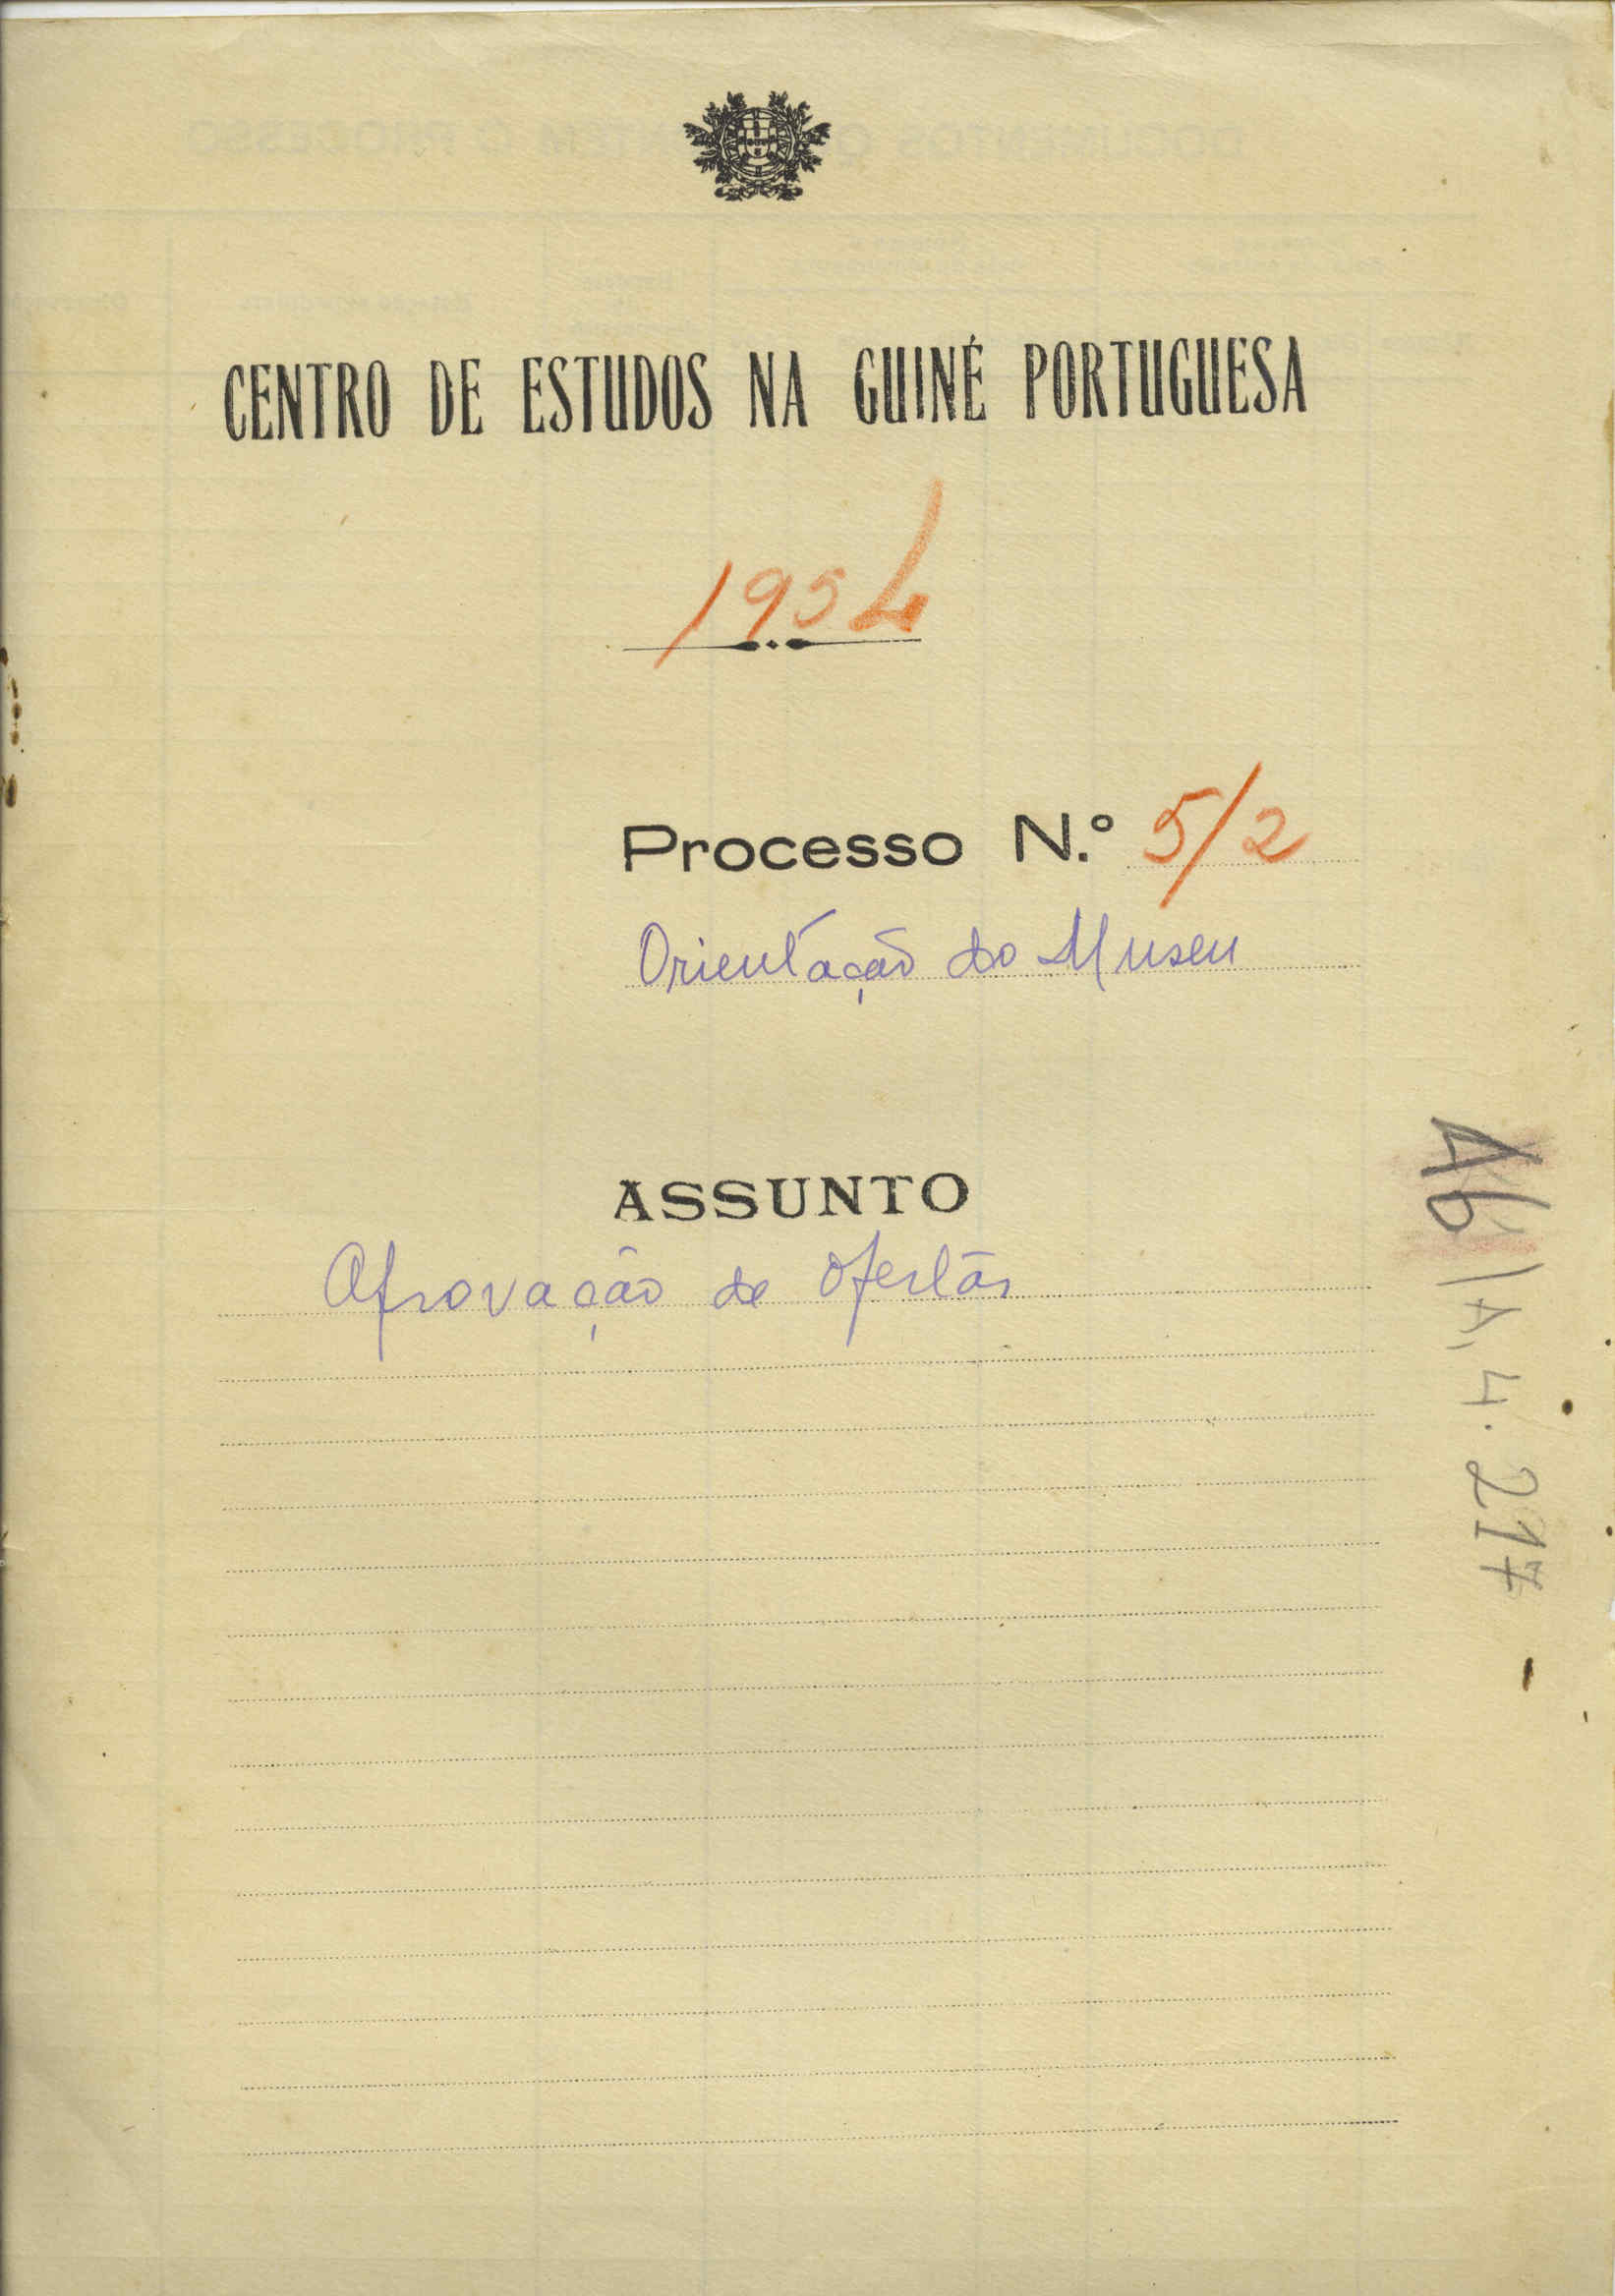 CENTRO DE ESTUDOS NA GUINÉ PORTUGUESA
1954
Processo N.º 5/2
Orientação do Museu
ASSUNTO
Aprovação de ofertas
A6/A, 4. 217